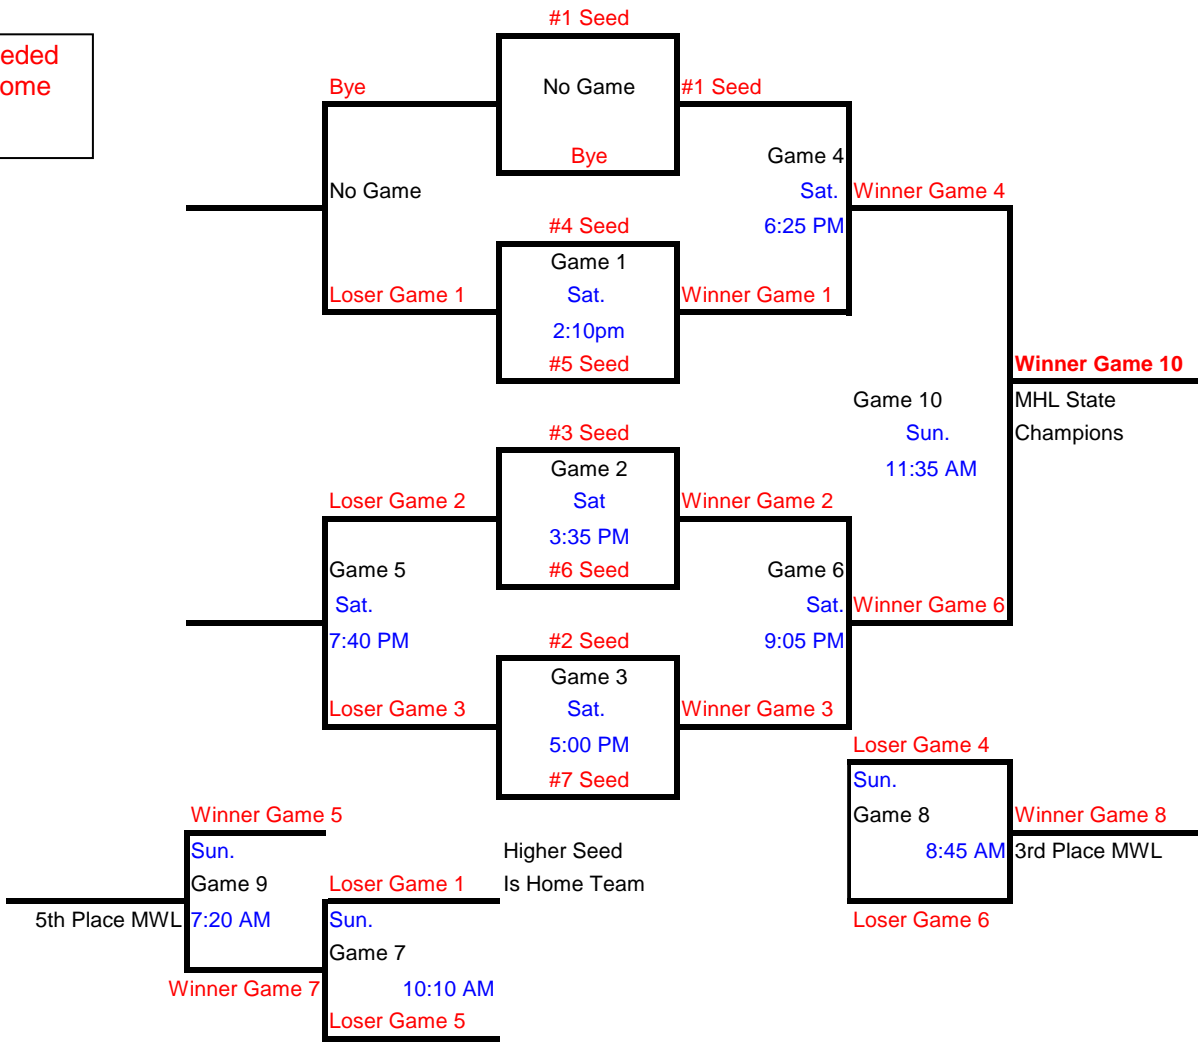 #1 Seed
eded
ome
Bye
No Game
#1 Seed
Bye
Game 4
No Game
Sat.
Winner Game 4
#4 Seed
6:25 PM
Game 1
Loser Game 1
Sat.
Winner Game 1
2:10pm
#5 Seed
Winner Game 10
Game 10
MHL State
#3 Seed
Sun.
Champions
Game 2
11:35 AM
Loser Game 2
Sat
Winner Game 2
3:35 PM
Game 5
#6 Seed
Game 6
Sat.
Sat.
Winner Game 6
7:40 PM
#2 Seed
9:05 PM
Game 3
Loser Game 3
Sat.
Winner Game 3
5:00 PM
Loser Game 4
#7 Seed
Sun.
Winner Game 5
Game 8
Winner Game 8
Sun.
Higher Seed
8:45 AM
3rd Place MWL
Game 9
Loser Game 1
Is Home Team
5th Place MWL
7:20 AM
Sun.
Loser Game 6
Game 7
Winner Game 7
10:10 AM
Loser Game 5